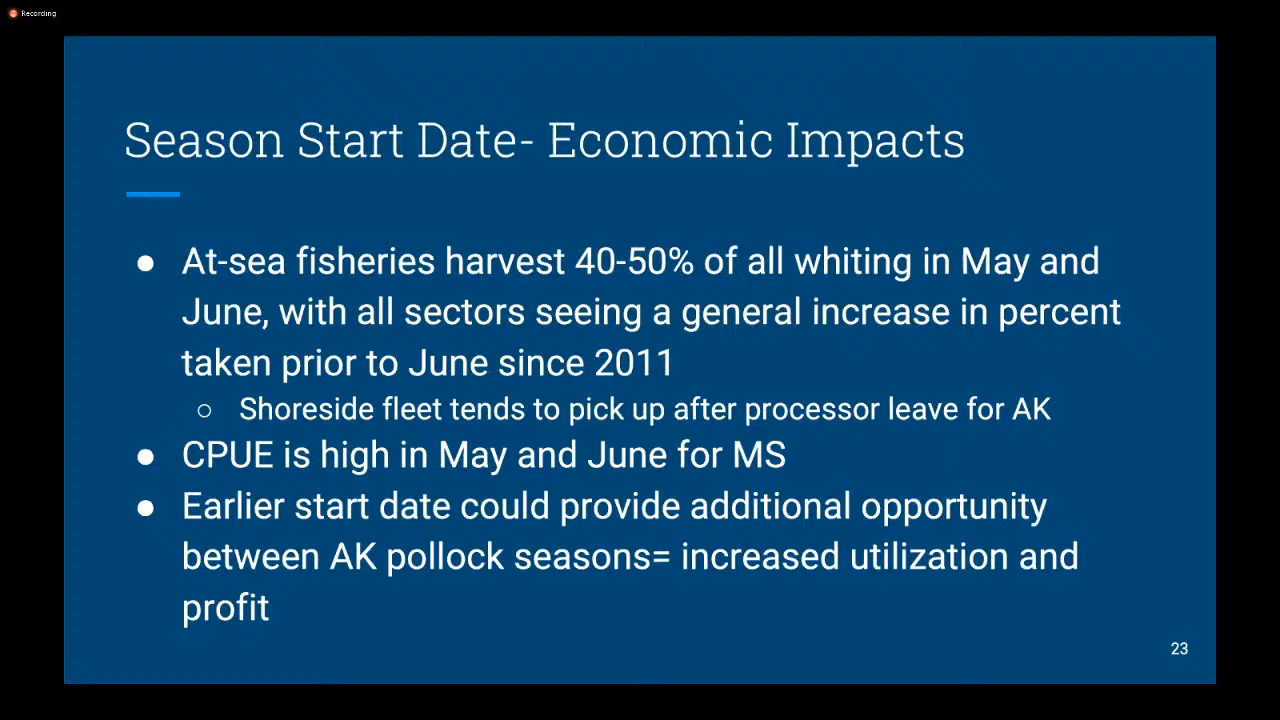 Recording
Season Start Date- Economic Impacts
● At-sea fisheries harvest 40-50% of all whiting in May and
June, with all sectors seeing a general increase in percent
taken prior to June since 2011
○ Shoreside fleet tends to pick up after processor leave for AK
● CPUE is high in May and June for MS
● Earlier start date could provide additional opportunity
between AK pollock seasons= increased utilization and
profit
23